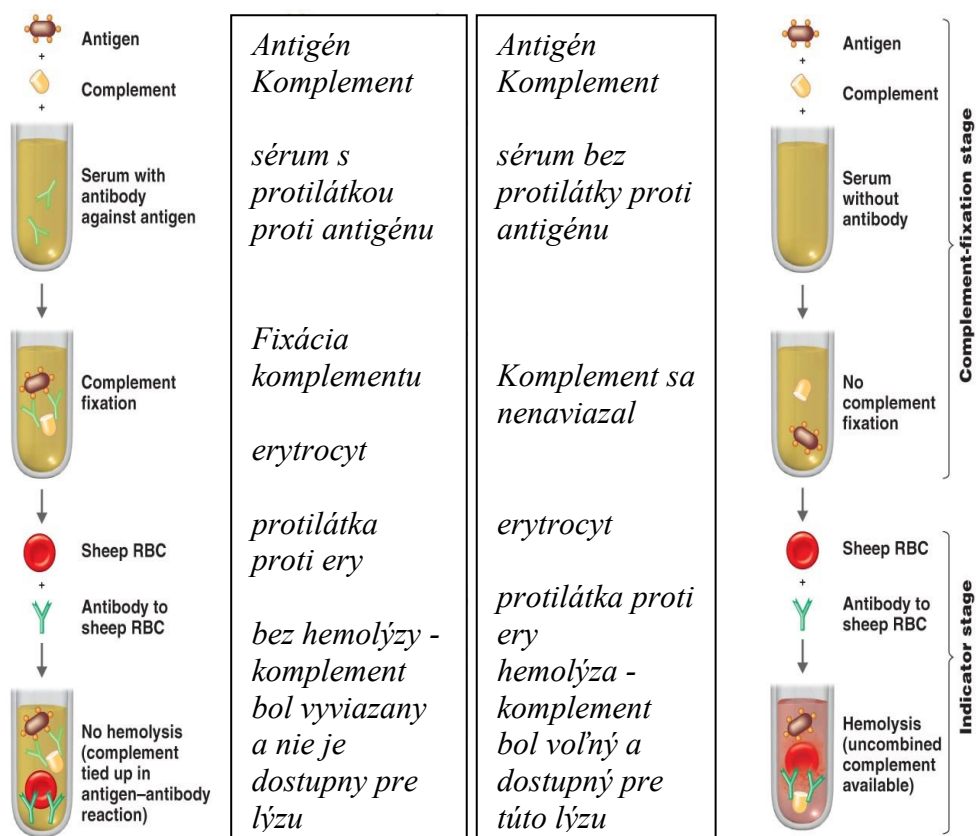 Antigen
+
Complement
+
Serum with
antibody
against antigen
Complement
fixation
Sheep RBC
+
Antibody to
sheep RBC
No hemolysis
(complement
tied up in
antigen–antibody
reaction)
Antigén
Komplement
sérum s
protilátkou
proti antigénu
Fixácia
komplementu
erytrocyt
protilátka
proti ery
bez hemolýzy -
komplement
bol vyviazany
a nie je
dostupny pre
lýzu
Antigén
Komplement
sérum bez
protilátky proti
antigénu
Komplement sa
nenaviazal
erytrocyt
protilátka proti
ery
hemolýza -
komplement
bol voľný a
dostupný pre
túto lýzu
Antigen
+
Complement
+
Serum
without
antibody
No
complement
fixation
Sheep RBC
+
Antibody to
sheep RBC
Hemolysis
(uncombined
complement
available)
Complement-fixation stage
Indicator stage